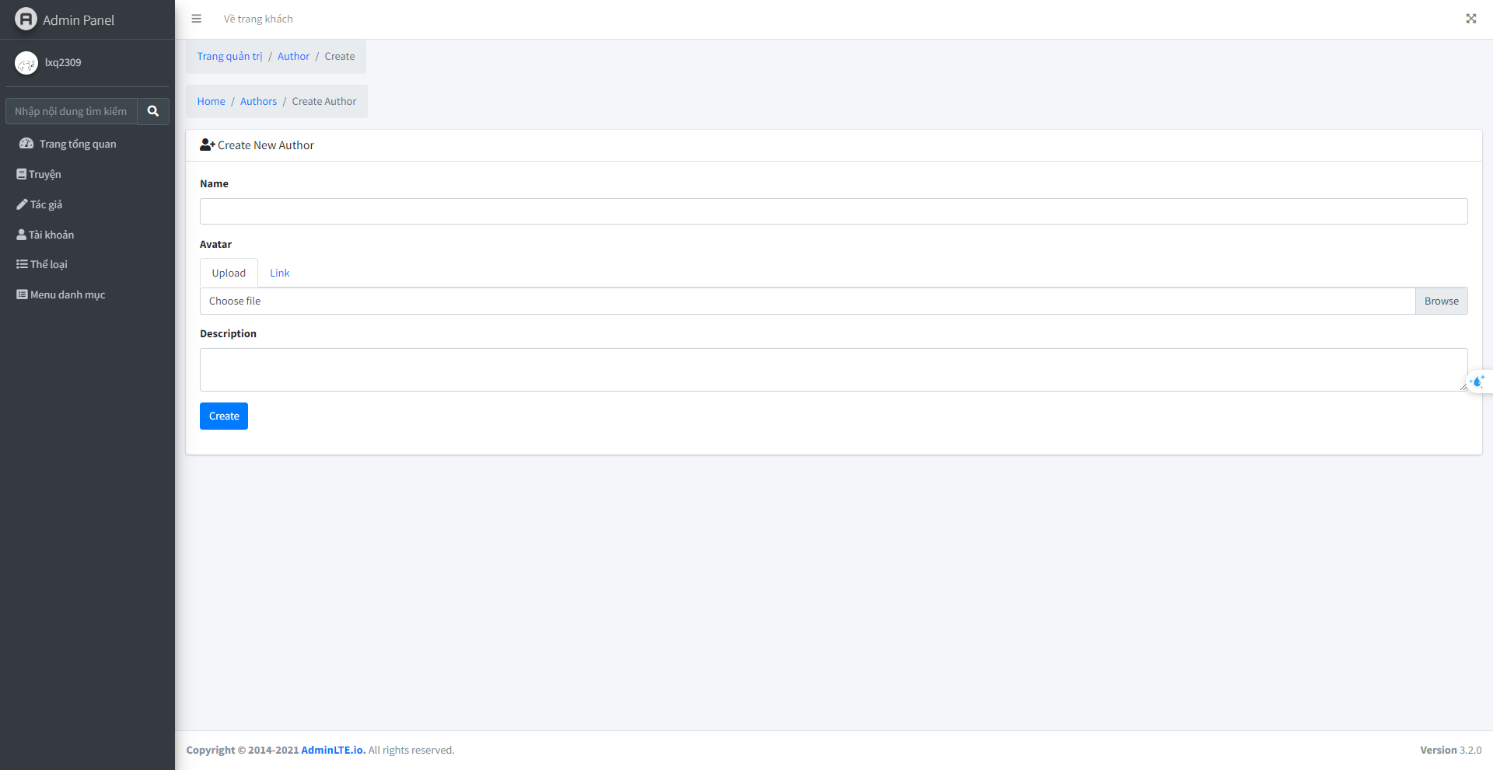 Admin Panel
lxq2309
Nhập nội dung tìm kiếm
Trang tổng quan
Truyện
Tác giả
Tài khoản
Thể loại
Menu danh mục
Về trang khách
Trang quản trị / Author / Create
Home / Authors / Create Author
Create New Author
Name
Avatar
Upload Link
Choose file Browse
Description
Create
Copyright © 2014-2021 AdminLTE.io. All rights reserved.
Version 3.2.0